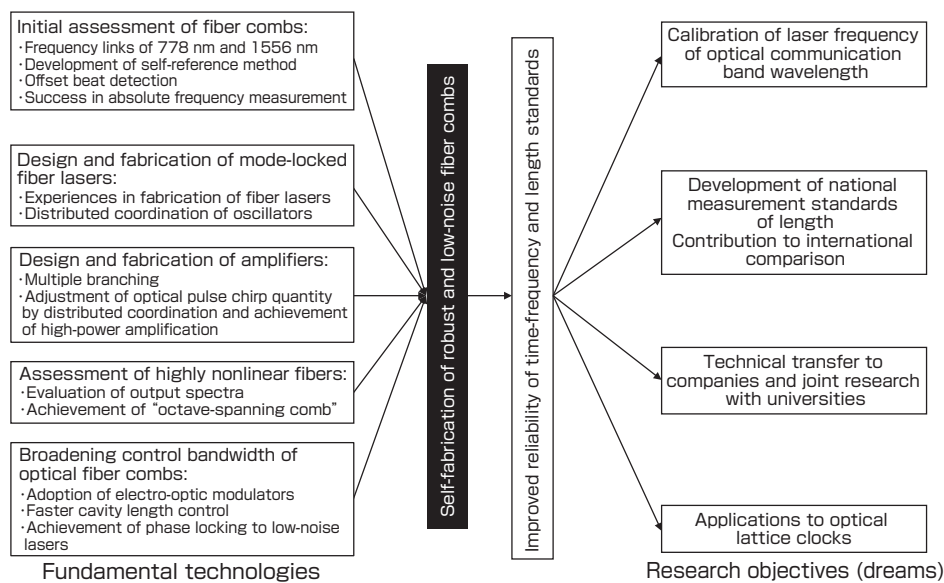 Initial assessment of fiber combs:
･Frequency links of 778 nm and 1556 nm
･Development of self-reference method
･Offset beat detection
･Success in absolute frequency measurement
Design and fabrication of mode-locked
fiber lasers:
･Experiences in fabrication of fiber lasers
･Distributed coordination of oscillators
Design and fabrication of amplifiers:
･Multiple branching
･Adjustment of optical pulse chirp quantity
by distributed coordination and achievement
of high-power amplification
Assessment of highly nonlinear fibers:
･Evaluation of output spectra
･Achievement of “octave-spanning comb”
Broadening control bandwidth of
optical fiber combs:
･Adoption of electro-optic modulators
･Faster cavity length control
･Achievement of phase locking to low-noise
lasers
Fundamental technologies
Self-fabrication of robust and low-noise fiber combs
Improved reliability of time-frequency and length standards
Calibration of laser frequency
of optical communication
band wavelength
Development of national
measurement standards
of length
Contribution to international
comparison
Technical transfer to
companies and joint research
with universities
Applications to optical
lattice clocks
Research objectives (dreams)